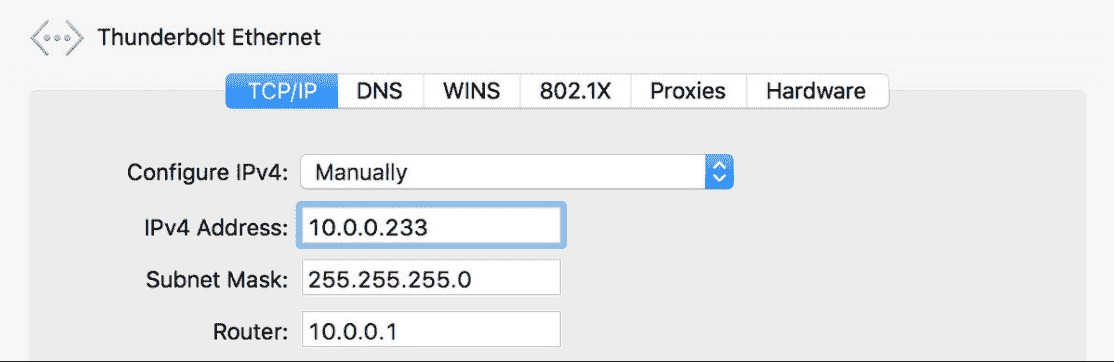 Thunderbolt Ethernet
TCP/IP DNS WINS 802.1X Proxies Hardware
Configure IPv4: Manually
IPv4 Address: 10.0.0.233
Subnet Mask: 255.255.255.0
Router: 10.0.0.1